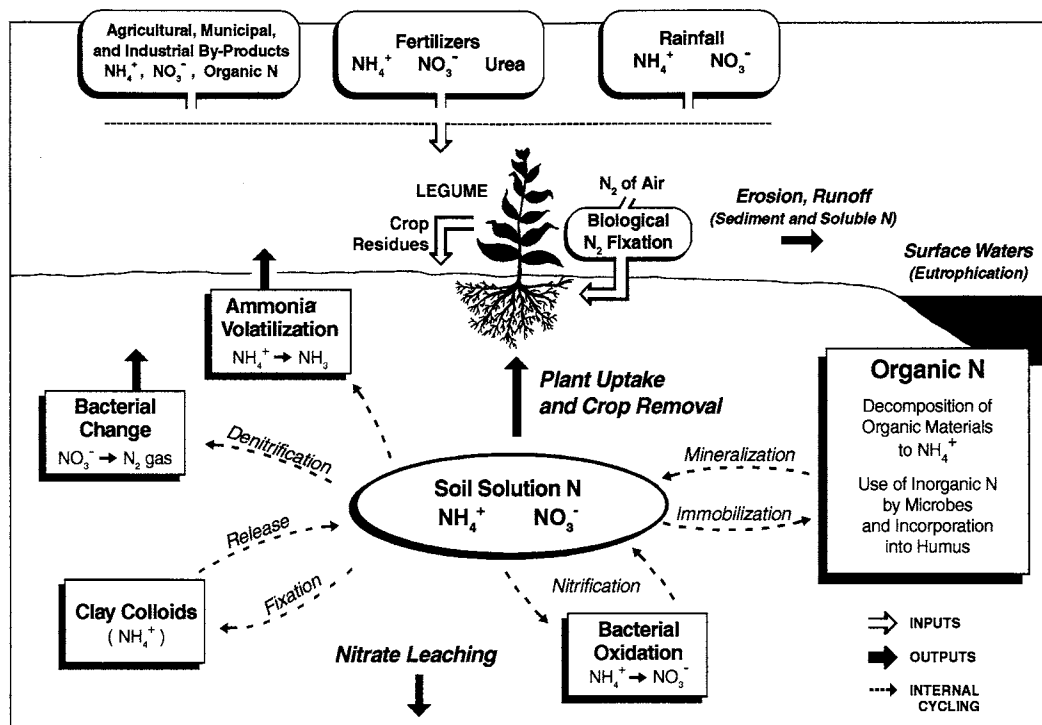 Agricultural, Municipal,
and Industrial By-Products
NH₄⁺, NO₃⁻, Organic N
Fertilizers
NH₄⁺ NO₃⁻ Urea
Rainfall
NH₄⁺ NO₃⁻
LEGUME
Crop
Residues
N₂ of Air
Biological
N₂ Fixation
Erosion, Runoff
(Sediment and Soluble N)
Surface Waters
(Eutrophication)
Ammonia
Volatilization
NH₄⁺ → NH₃
Bacterial
Change
NO₃⁻ → N₂ gas
Plant Uptake
and Crop Removal
Organic N
Decomposition of
Organic Materials
to NH₄⁺
Use of Inorganic N
by Microbes
and Incorporation
into Humus
Denitrification
Mineralization
Soil Solution N
NH₄⁺ NO₃⁻
Immobilization
Release
Fixation
Nitrification
Clay Colloids
(NH₄⁺)
Bacterial
Oxidation
NH₄⁺ → NO₃⁻
Nitrate Leaching
INPUTS
OUTPUTS
INTERNAL
CYCLING